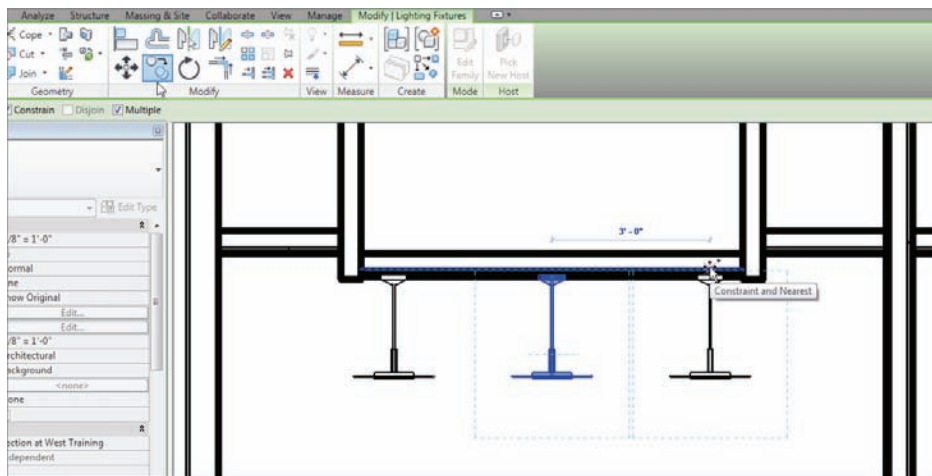 Analyze Structure Massing & Site Collaborate View Manage Modify | Lighting Fixtures
Cope
Cut
Join
Edit Family
Pick New Host
Geometry Modify View Measure Create Mode Host
Constrain Disjoin Multiple
Edit Type
/8" = 1'-0"
ormal
ne
how Original
Edit...
Edit...
/8" = 1'-0"
rchitectural
ackground
<none>
one
ection at West Training
dependent
3' - 0"
Constraint and Nearest